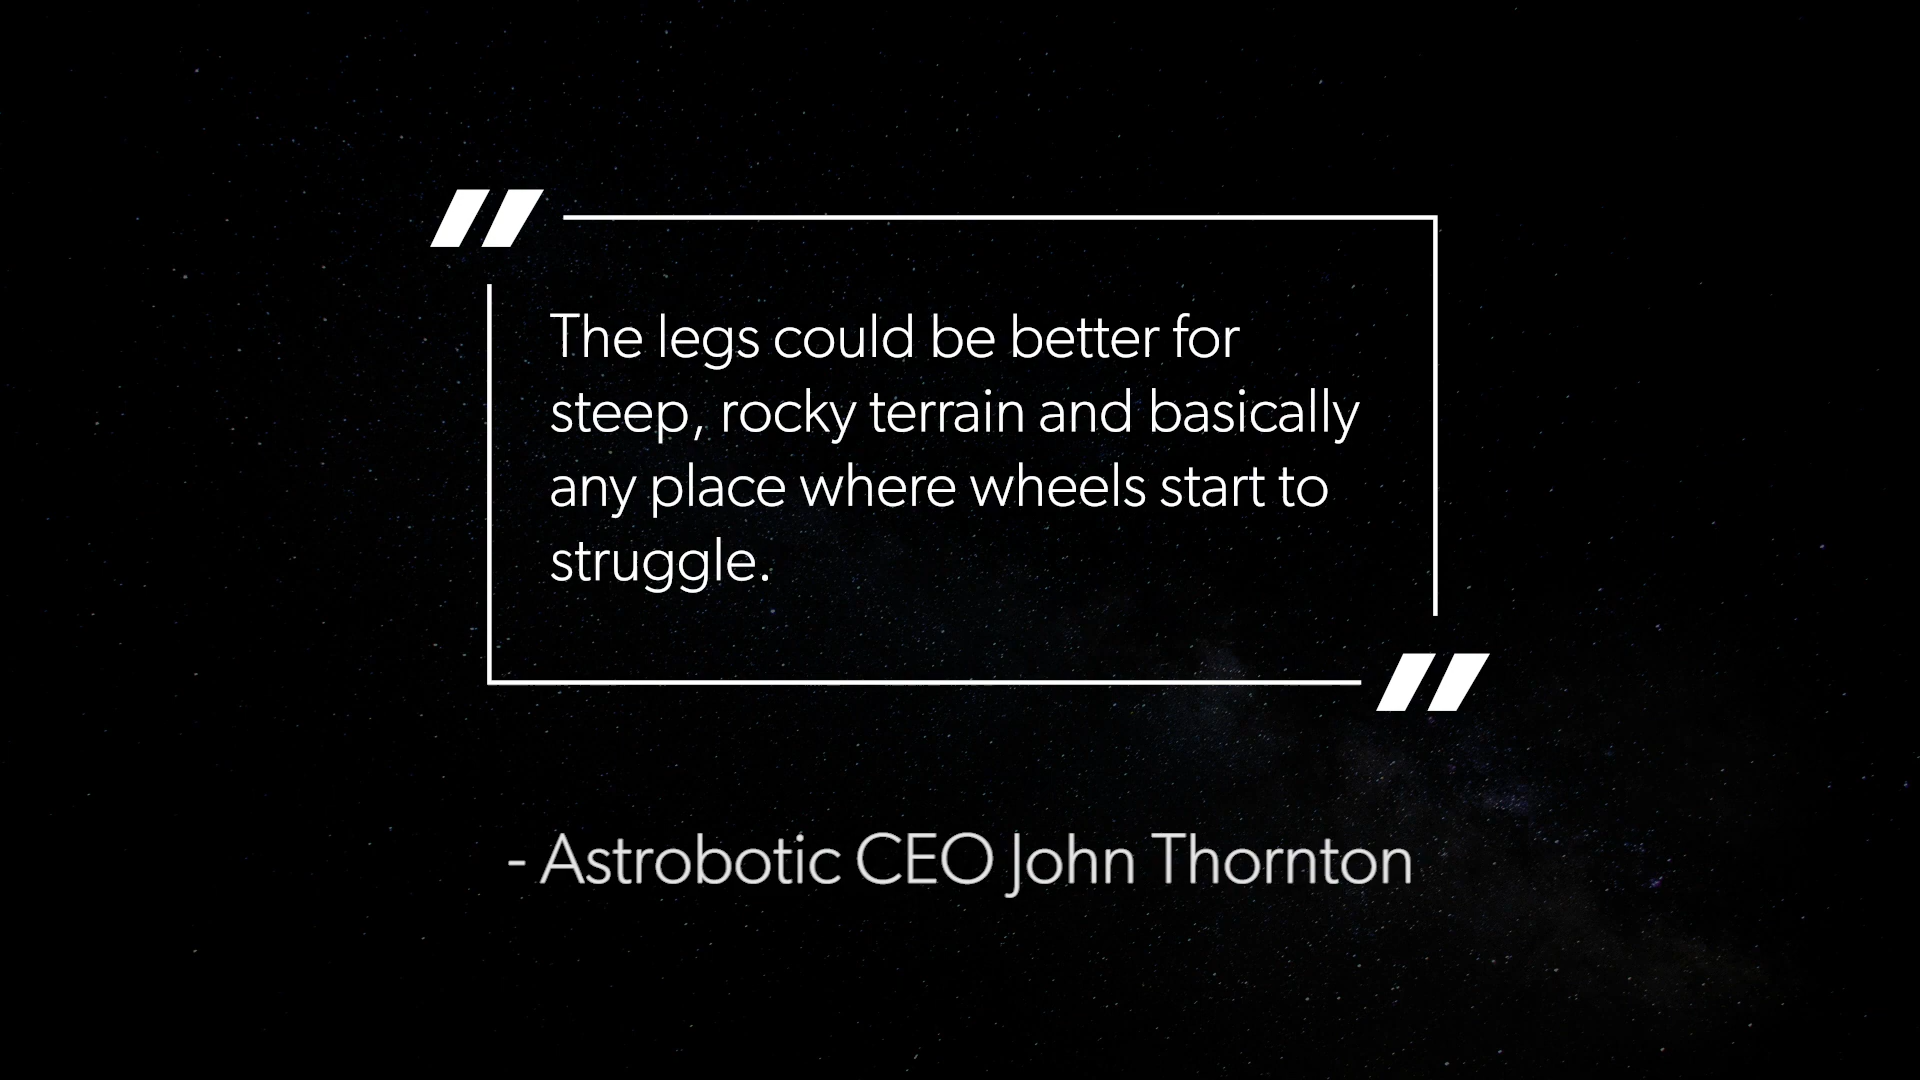 The legs could be better for
steep, rocky terrain and basically
any place where wheels start to
struggle.
- Astrobotic CEO John Thornton